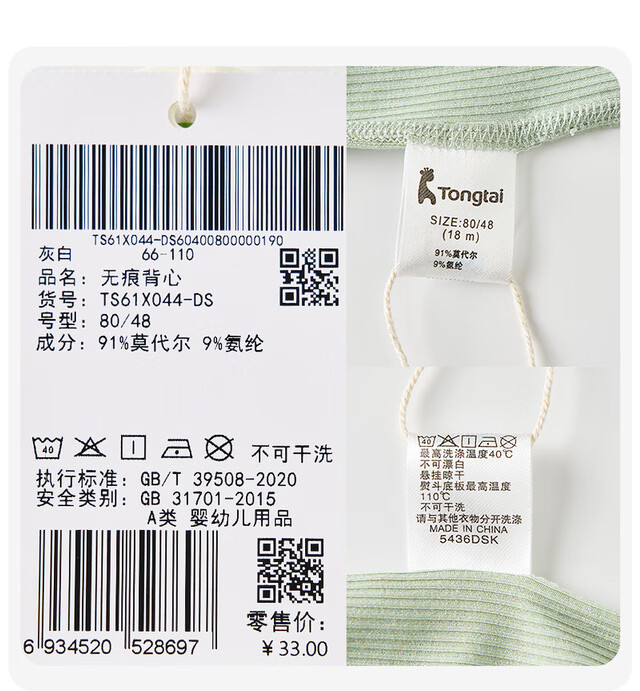 TS61X044-DS60400800000190
灰白 66-110
品名：无痕背心
货号：TS61X044-DS
号型：80/48
成分：91%莫代尔 9%氨纶
40 不可干洗
执行标准：GB/T 39508-2020
安全类别：GB 31701-2015
A类 婴幼儿用品
零售价：
¥33.00
6 934520 528697
Tongtai
SIZE:80/48
(18 m)
91%莫代尔
9%氨纶
40
最高洗涤温度40℃
不可漂白
悬挂晾干
熨斗底板最高温度
110℃
不可干洗
请与其他衣物分开洗涤
MADE IN CHINA
5436DSK